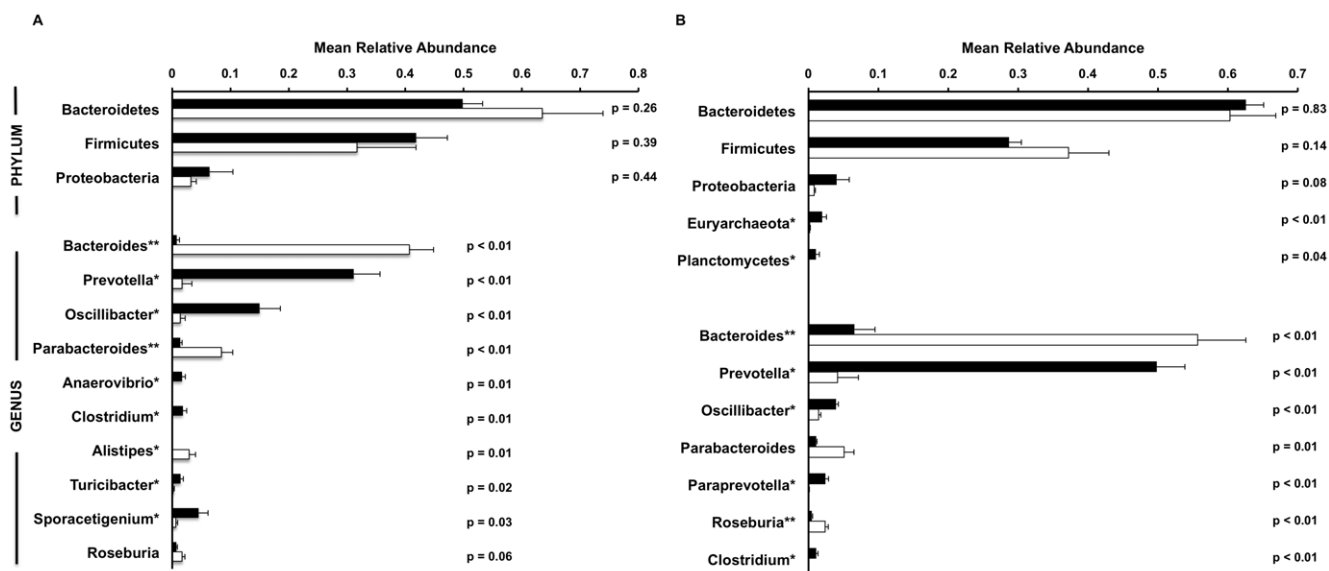 A
Mean Relative Abundance
0 0.1 0.2 0.3 0.4 0.5 0.6 0.7 0.8
PHYLUM
Bacteroidetes p = 0.26
Firmicutes p = 0.39
Proteobacteria p = 0.44
GENUS
Bacteroides** p < 0.01
Prevotella* p < 0.01
Oscillibacter* p < 0.01
Parabacteroides** p < 0.01
Anaerovibrio* p = 0.01
Clostridium* p = 0.01
Alistipes* p = 0.01
Turicibacter* p = 0.02
Sporacetigenium* p = 0.03
Roseburia p = 0.06
B
Mean Relative Abundance
0 0.1 0.2 0.3 0.4 0.5 0.6 0.7
Bacteroidetes p = 0.83
Firmicutes p = 0.14
Proteobacteria p = 0.08
Euryarchaeota* p < 0.01
Planctomycetes* p = 0.04
Bacteroides** p < 0.01
Prevotella* p < 0.01
Oscillibacter* p < 0.01
Parabacteroides p = 0.01
Paraprevotella* p < 0.01
Roseburia** p < 0.01
Clostridium* p < 0.01